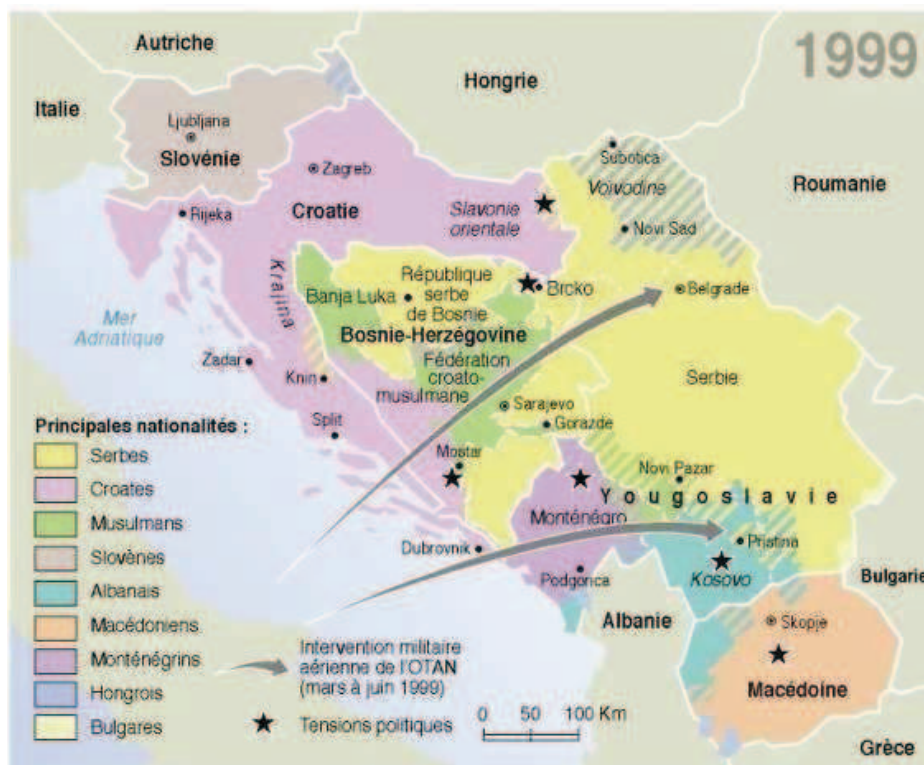 1999
Autriche
Hongrie
Italie
Ljubljana
Slovénie
Subotica
Zagreb
Voivodine
Roumanie
Rijeka
Croatie
Slavonie
orientale
Novi Sad
Krajina
République
serbe
de Bosnie
Banja Luka
Brcko
Belgrade
Mer
Adriatique
Bosnie-Herzégovine
Zadar
Fédération
croato-
musulmane
Knin
Serbie
Sarajevo
Gorazde
Split
Mostar
Novi Pazar
Yougoslavie
Monténégro
Dubrovnik
Pristina
Kosovo
Podgorica
Bulgarie
Albanie
Skopje
Macédoine
Grèce
Principales nationalités :
Serbes
Croates
Musulmans
Slovènes
Albanais
Macédoniens
Monténégrins
Hongrois
Bulgares
Intervention militaire
aérienne de l'OTAN
(mars à juin 1999)
Tensions politiques
0 50 100 Km